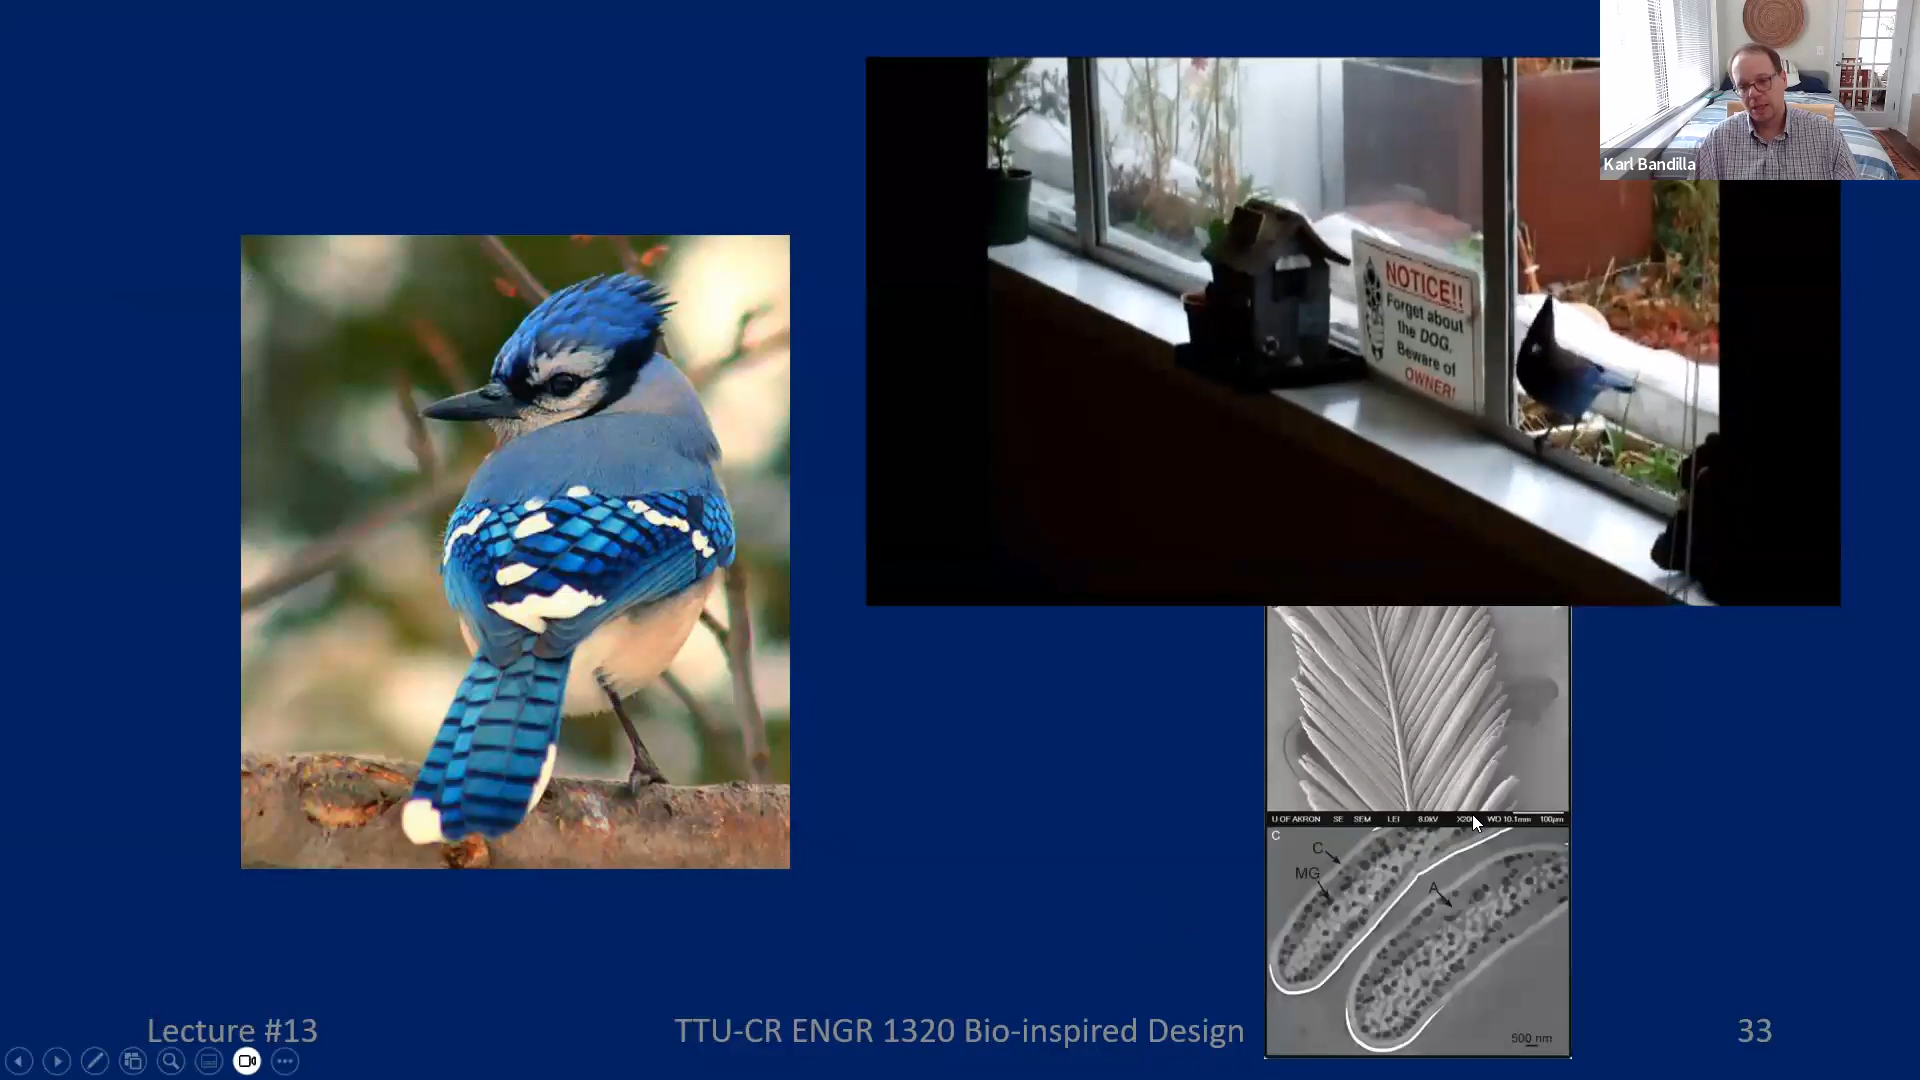 Karl Bandilla
NOTICE!!
Forget about
the DOG.
Beware of
OWNER!
U OF AKRON SE SEM LEI 8.0kV WD 10.1mm 100µm
C
C
MG
A
500 nm
Lecture #13
TTU-CR ENGR 1320 Bio-inspired Design
33